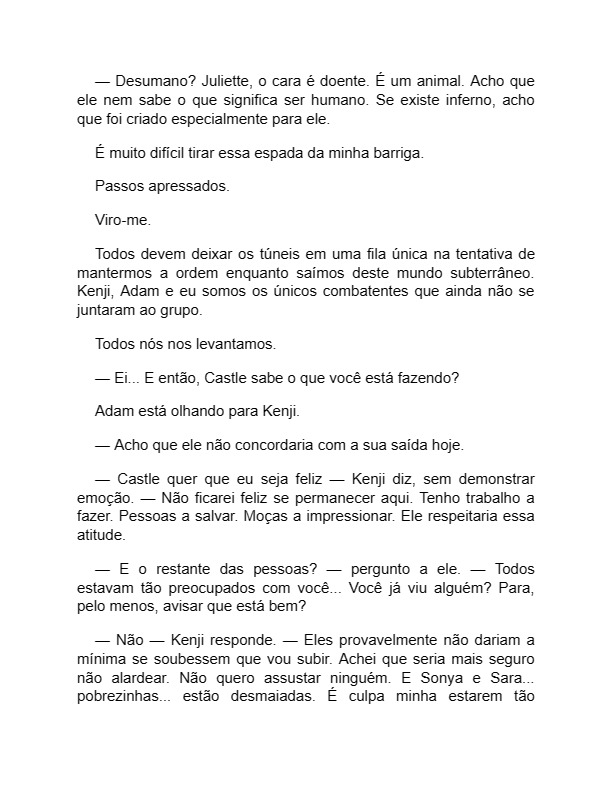 — Desumano? Juliette, o cara é doente. É um animal. Acho que
ele nem sabe o que significa ser humano. Se existe inferno, acho
que foi criado especialmente para ele.
É muito difícil tirar essa espada da minha barriga.
Passos apressados.
Viro-me.
Todos devem deixar os túneis em uma fila única na tentativa de
mantermos a ordem enquanto saímos deste mundo subterrâneo.
Kenji, Adam e eu somos os únicos combatentes que ainda não se
juntaram ao grupo.
Todos nós nos levantamos.
— Ei... E então, Castle sabe o que você está fazendo?
Adam está olhando para Kenji.
— Acho que ele não concordaria com a sua saída hoje.
— Castle quer que eu seja feliz — Kenji diz, sem demonstrar
emoção. — Não ficarei feliz se permanecer aqui. Tenho trabalho a
fazer. Pessoas a salvar. Moças a impressionar. Ele respeitaria essa
atitude.
— E o restante das pessoas? — pergunto a ele. — Todos
estavam tão preocupados com você... Você já viu alguém? Para,
pelo menos, avisar que está bem?
— Não — Kenji responde. — Eles provavelmente não dariam a
mínima se soubessem que vou subir. Achei que seria mais seguro
não alardear. Não quero assustar ninguém. E Sonya e Sara...
pobrezinhas... estão desmaiadas. É culpa minha estarem tão